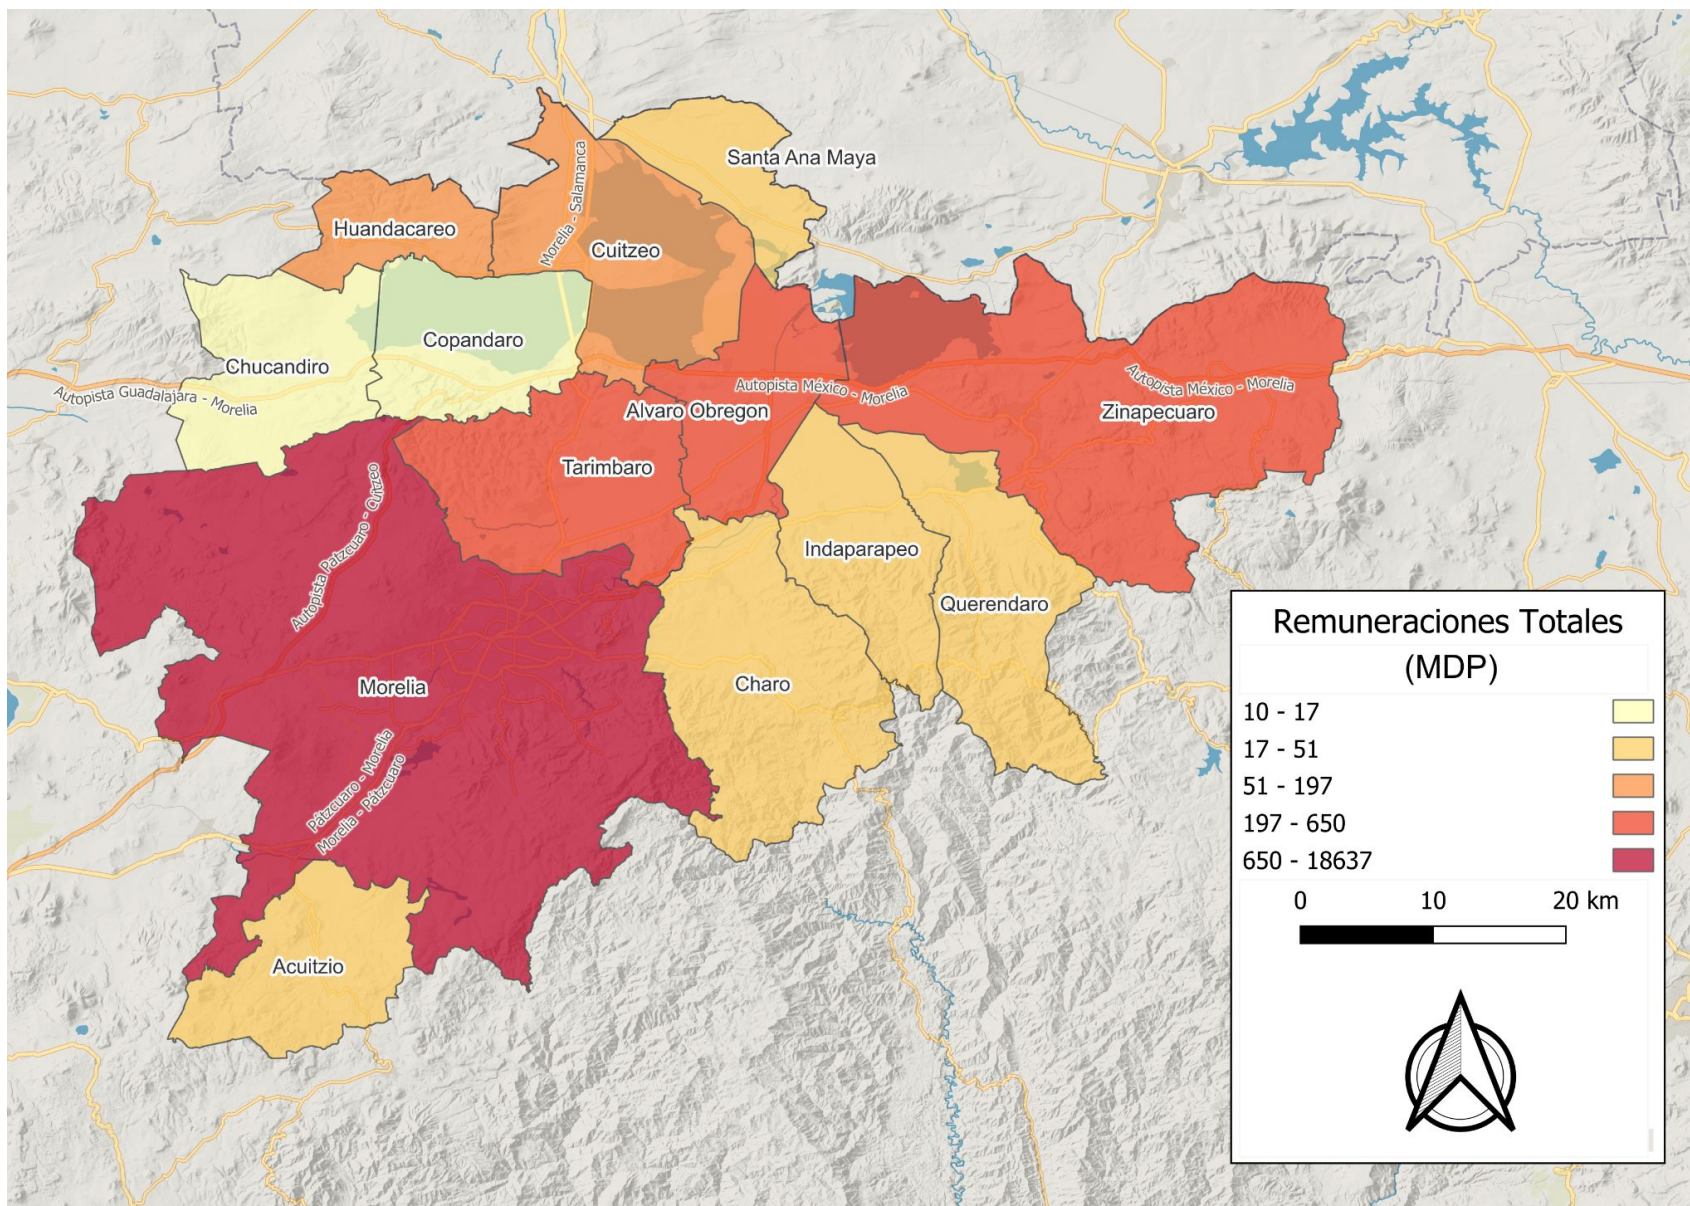 Santa Ana Maya
Morelia - Salamanca
Huandacareo
Cuitzeo
Copandaro
Chucandiro
Autopista Guadalajara - Morelia
Autopista México - Morelia
Autopista México - Morelia
Alvaro Obregon
Zinapecuaro
Tarimbaro
Autopista Pátzcuaro - Cuitzeo
Indaparapeo
Querendaro
Charo
Morelia
Pátzcuaro - Morelia
Morelia - Pátzcuaro
Acuitzio
Remuneraciones Totales
(MDP)
10 - 17
17 - 51
51 - 197
197 - 650
650 - 18637
0 10 20 km